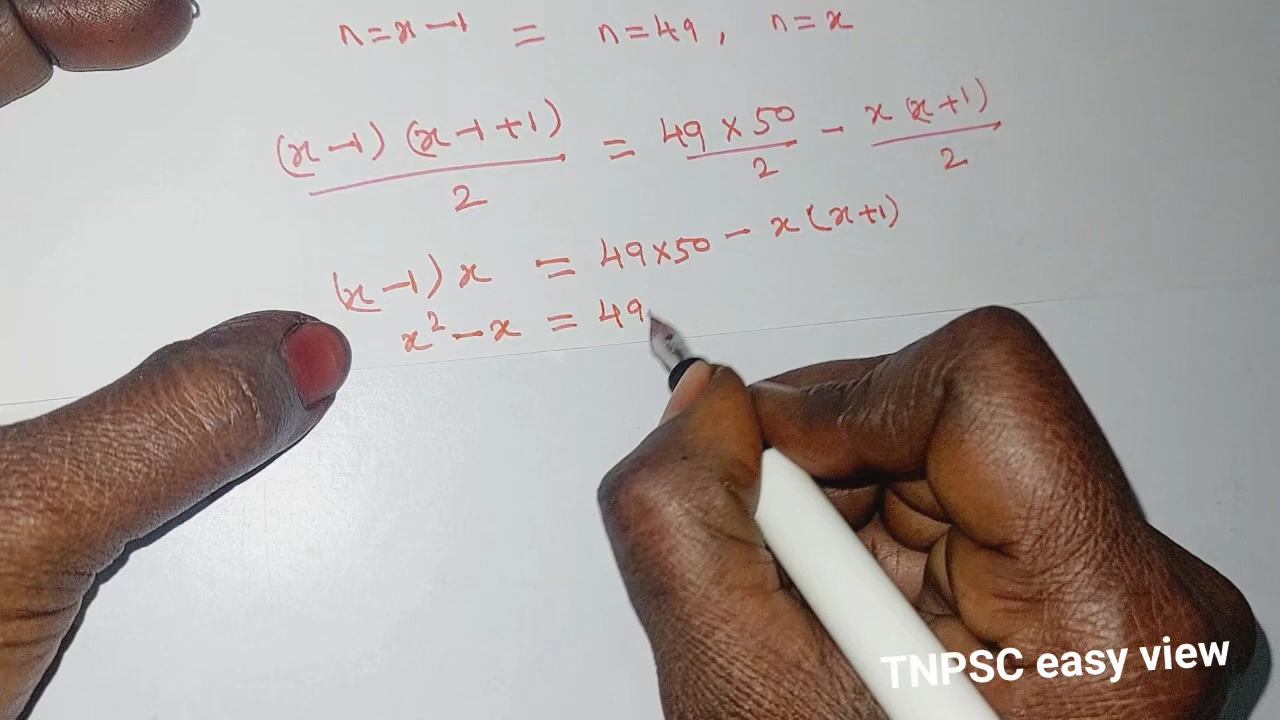 n = x - 1 = n = 49, n = x
(x - 1) (x - 1 + 1) / 2 = 49 × 50 / 2 - x (x + 1) / 2
(x - 1) x = 49 × 50 - x (x + 1)
x² - x = 49
TNPSC easy view